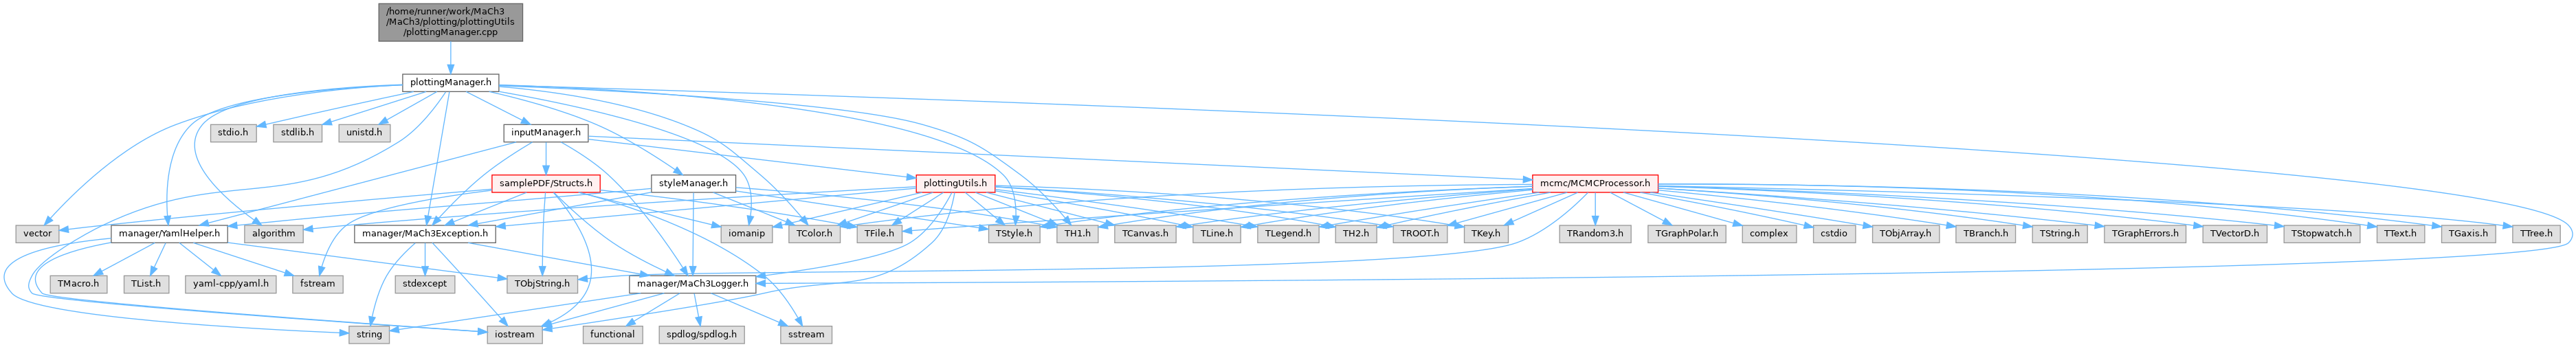 /home/runner/work/MaCh3
/MaCh3/plotting/plottingUtils
/plottingManager.cpp
plottingManager.h
stdio.h
stdlib.h
unistd.h
inputManager.h
samplePDF/Structs.h
styleManager.h
plottingUtils.h
mcmc/MCMCProcessor.h
vector
manager/YamlHelper.h
algorithm
manager/MaCh3Exception.h
iomanip
TColor.h
TFile.h
TStyle.h
TH1.h
TCanvas.h
TLine.h
TLegend.h
TH2.h
TROOT.h
TKey.h
TRandom3.h
TGraphPolar.h
complex
cstdio
TObjArray.h
TBranch.h
TString.h
TGraphErrors.h
TVectorD.h
TStopwatch.h
TText.h
TGaxis.h
TTree.h
TMacro.h
TList.h
yaml-cpp/yaml.h
fstream
stdexcept
TObjString.h
manager/MaCh3Logger.h
string
iostream
functional
spdlog/spdlog.h
sstream